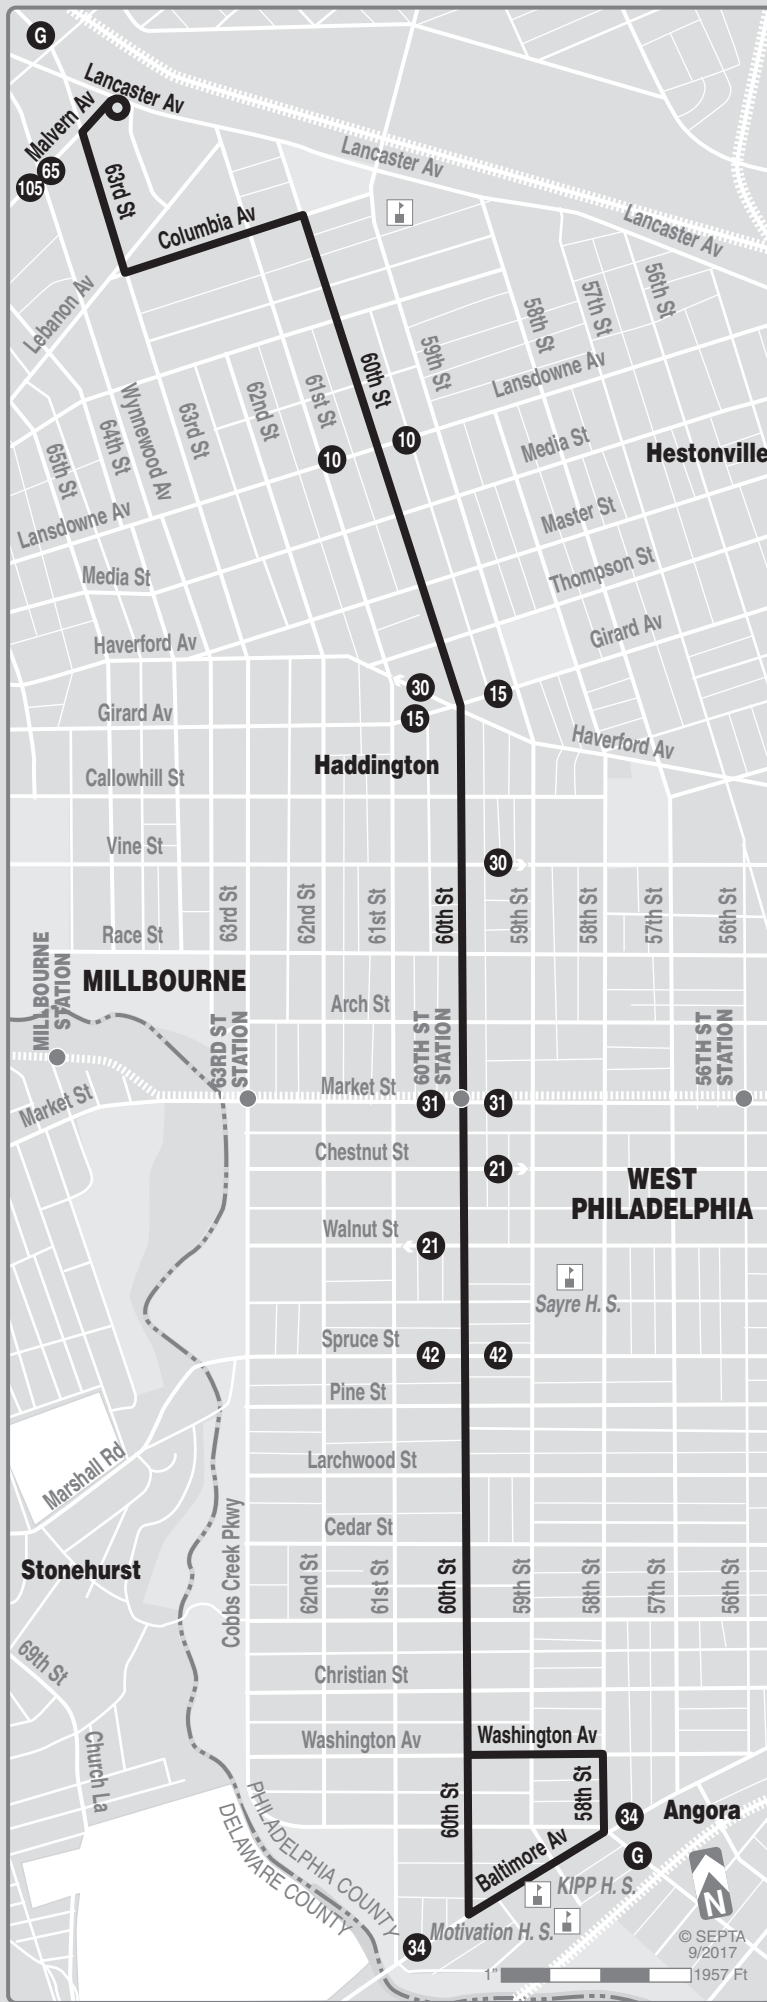 G
Lancaster Av
Malvern Av
65
105
63rd St
Lancaster Av
Columbia Av
Lancaster Av
Lebanon Av
56th St
57th St
58th St
59th St
60th St
Lansdowne Av
61st St
62nd St
63rd St
Wynnewood Av
64th St
65th St
10
10
Media St
Hestonville
Lansdowne Av
Master St
Media St
Thompson St
Girard Av
Haverford Av
30
15
15
Girard Av
Haverford Av
Haddington
Callowhill St
Vine St
30
63rd St
62nd St
61st St
60th St
59th St
58th St
57th St
56th St
Race St
MILLBOURNE
STATION
MILLBOURNE
Arch St
63RD ST
STATION
60TH ST
STATION
56TH ST
STATION
Market St
Market St
31
31
Chestnut St
21
WEST
PHILADELPHIA
Walnut St
21
Sayre H. S.
Spruce St
42
42
Pine St
Larchwood St
Marshall Rd
Cedar St
Stonehurst
Cobbs Creek Pkwy
62nd St
61st St
60th St
59th St
58th St
57th St
56th St
69th St
Christian St
Washington Av
Washington Av
Church La
60th St
58th St
34
Angora
PHILADELPHIA COUNTY
DELAWARE COUNTY
Baltimore Av
G
KIPP H. S.
Motivation H. S.
34
N
© SEPTA
9/2017
1" 1957 Ft